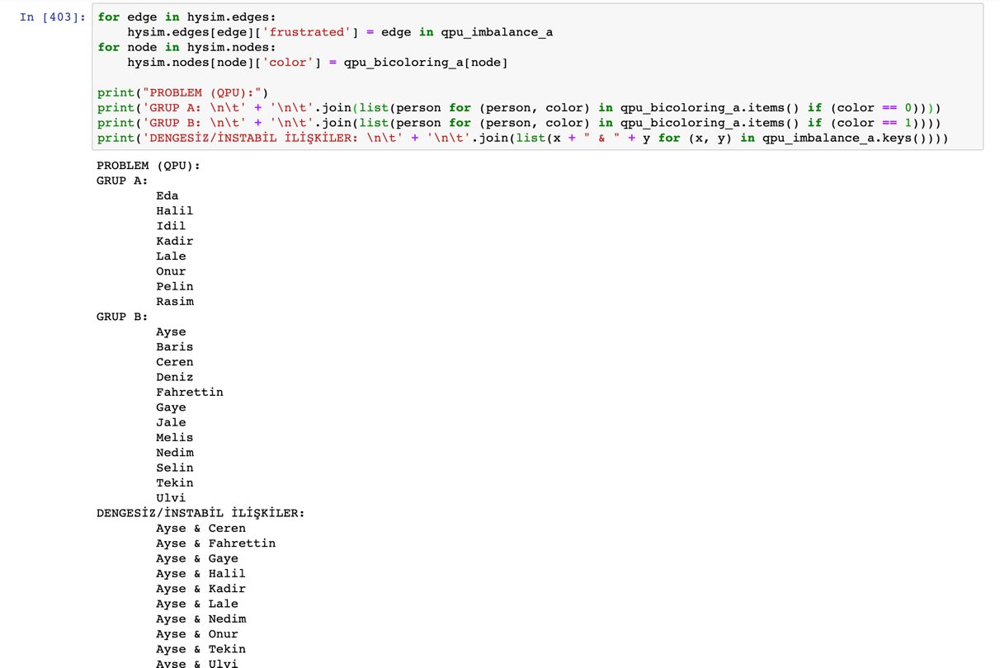 In [403]: for edge in hysim.edges:
    hysim.edges[edge]['frustrated'] = edge in qpu_imbalance_a
for node in hysim.nodes:
    hysim.nodes[node]['color'] = qpu_bicoloring_a[node]

print("PROBLEM (QPU):")
print('GRUP A: \n\t' + '\n\t'.join(list(person for (person, color) in qpu_bicoloring_a.items() if (color == 0))))
print('GRUP B: \n\t' + '\n\t'.join(list(person for (person, color) in qpu_bicoloring_a.items() if (color == 1))))
print('DENGESİZ/İNSTABİL İLİŞKİLER: \n\t' + '\n\t'.join(list(x + " & " + y for (x, y) in qpu_imbalance_a.keys())))
PROBLEM (QPU):
GRUP A:
        Eda
        Halil
        Idil
        Kadir
        Lale
        Onur
        Pelin
        Rasim
GRUP B:
        Ayse
        Baris
        Ceren
        Deniz
        Fahrettin
        Gaye
        Jale
        Melis
        Nedim
        Selin
        Tekin
        Ulvi
DENGESİZ/İNSTABİL İLİŞKİLER:
        Ayse & Ceren
        Ayse & Fahrettin
        Ayse & Gaye
        Ayse & Halil
        Ayse & Kadir
        Ayse & Lale
        Ayse & Nedim
        Ayse & Onur
        Ayse & Tekin
        Ayse & Ulvi